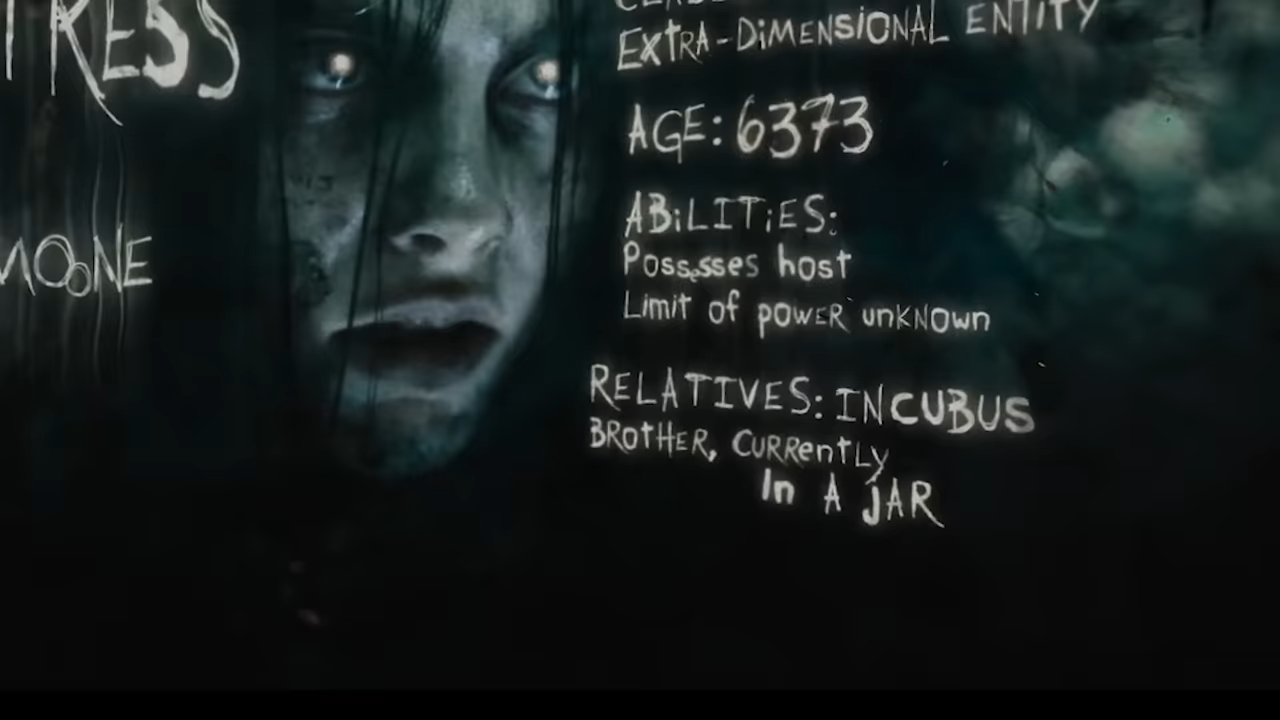 TRESS
EXTRA-DiMENSIONAL ENTITY
AGE: 6373
MOONE
ABiLITiES:
Possesses host
Limit of power unknown
RELATIVES: INCUBUS
BROTHER, CURRentLy
In A JAR